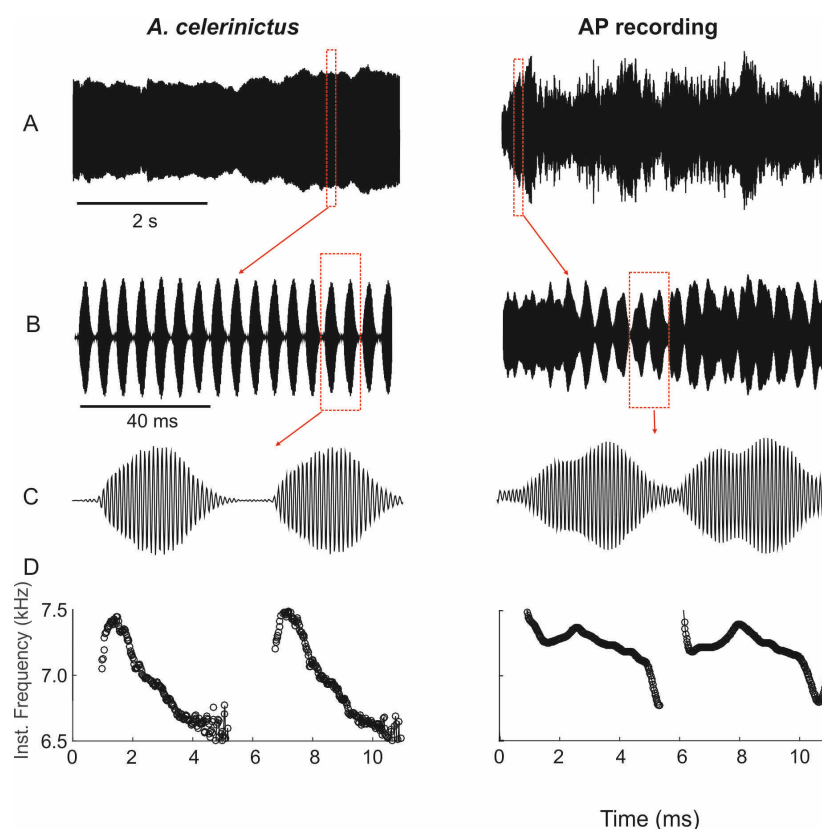 A. celerinictus AP recording
A
2 s
B
40 ms
C
D
Inst. Frequency (kHz)
7.5
7.0
6.5
0 2 4 6 8 10
0 2 4 6 8 10
Time (ms)